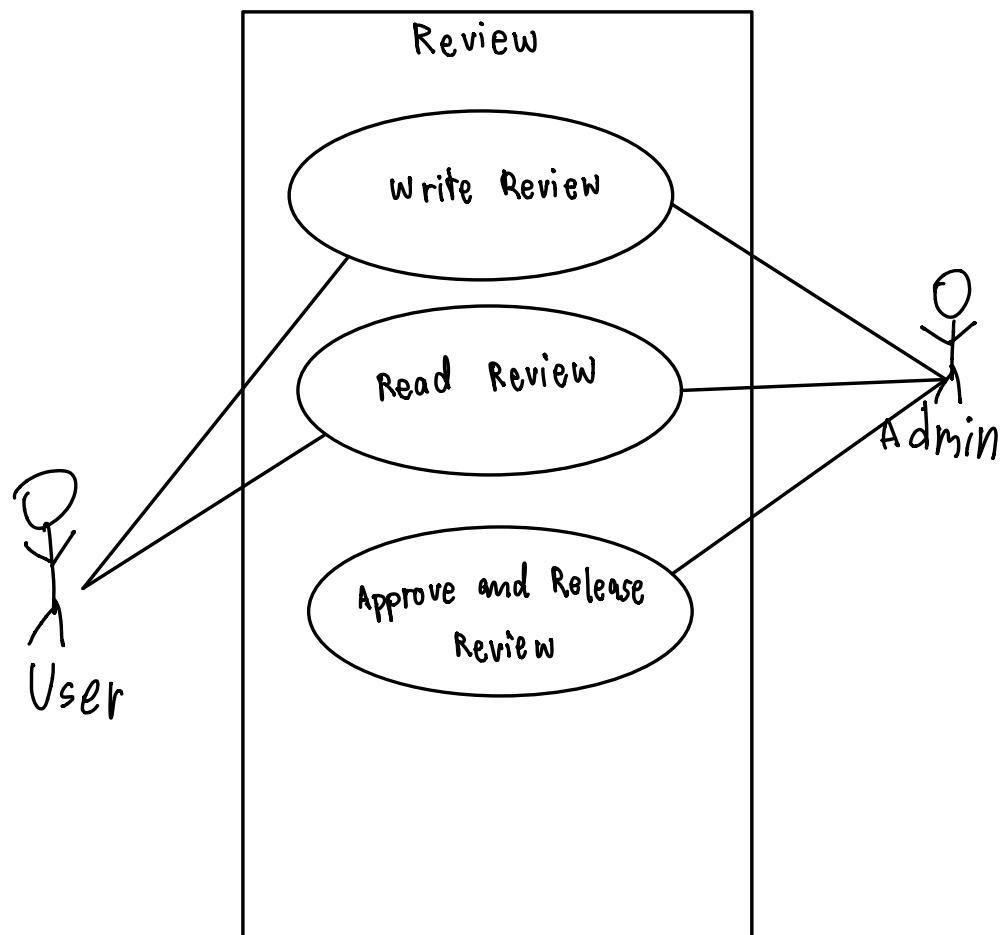 Review
Write Review
Read Review
Admin
Approve and Release
Review
User